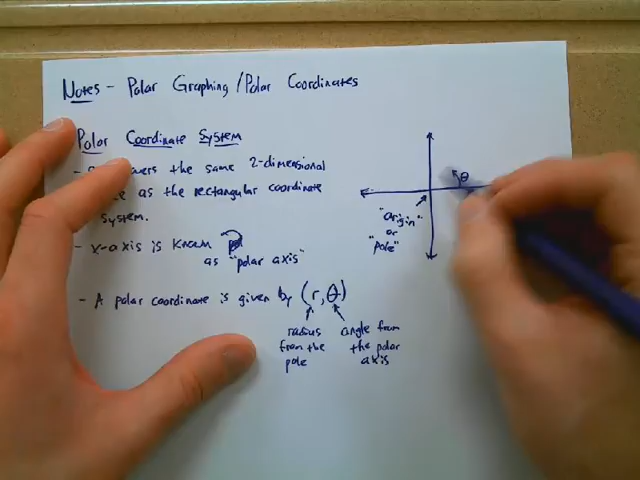 Notes - Polar Graphing/Polar Coordinates
Polar Coordinate System
- the same 2-dimensional
as the rectangular coordinate
system.
- x-axis is known
as "polar axis"
- A polar coordinate is given by (r, θ)
radius
from the
pole
angle from
the polar
axis
θ
"origin"
or
"pole"